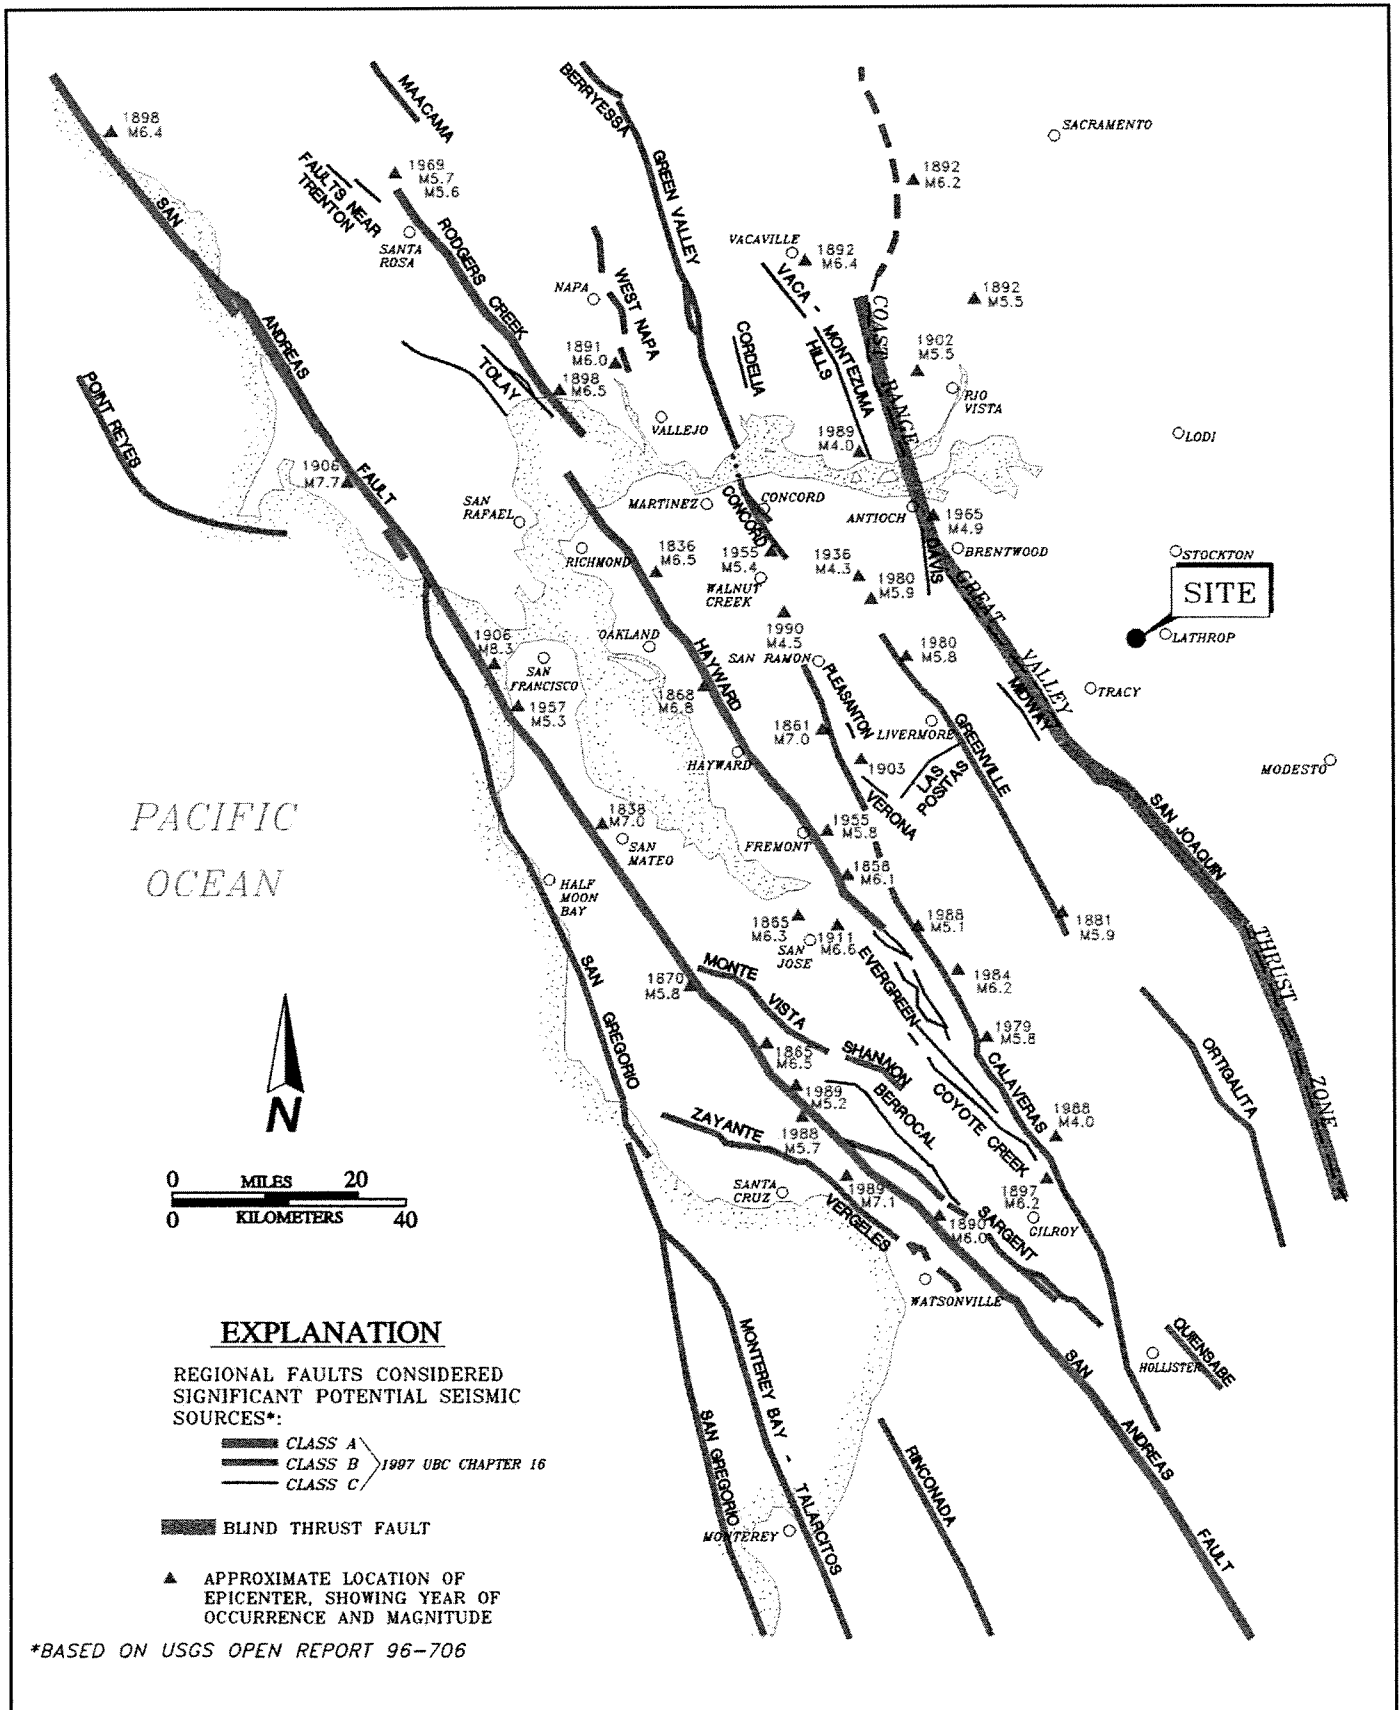 1898
M6.4
MAACAMA
BERRYESSA
SACRAMENTO
1969
M5.7
M5.6
FAULTS NEAR
TRENTON
SANTA
ROSA
RODGERS
CREEK
GREEN VALLEY
1892
M6.2
VACAVILLE
1892
M6.4
VACA -
MONTEZUMA
HILLS
1892
M5.5
SAN
ANDREAS
FAULT
NAPA
WEST NAPA
CORDELIA
COAST
RANGE
1902
M5.5
RIO
VISTA
1891
M6.0
1898
M6.5
TOLAY
PONT REYES
VALLEJO
1989
M4.0
LODI
1906
M7.7
SAN
RAFAEL
MARTINEZ
CONCORD
CONCORD
ANTIOCH
1965
M4.9
DAVIS
BRENTWOOD
STOCKTON
RICHMOND
1836
M6.5
1955
M5.4
WALNUT
CREEK
1936
M4.3
1980
M5.9
GREAT
VALLEY
SITE
LATHROP
1906
M8.3
OAKLAND
1990
M4.5
SAN RAMON
1980
M5.8
SAN
FRANCISCO
HAYWARD
PLEASANTON
MIDWAY
TRACY
1957
M5.3
1868
M6.8
1861
M7.0
LIVERMORE
GREENVILLE
HAYWARD
1903
LAS
POSITAS
VERONA
MODESTO
PACIFIC
OCEAN
1838
M7.0
SAN
MATEO
FREMONT
1955
M5.8
SAN JOAQUIN
HALF
MOON
BAY
1858
M6.1
1865
M6.3
SAN
JOSE
1911
M6.6
1988
M5.1
1881
M5.9
THRUST
ZONE
SAN
GREGORIO
1870
M5.8
MONTE
VISTA
EVERGREEN
1984
M6.2
1979
M5.8
1865
M6.5
SHANNON
CALAVERAS
ORTIGALITA
1989
M5.2
BERROCAL
COYOTE CREEK
1988
M4.0
ZAYANTE
1988
M5.7
N
SANTA
CRUZ
1989
M7.1
VERGELES
1897
M6.2
1890
M6.0
SARGENT
GILROY
0 MILES 20
0 KILOMETERS 40
WATSONVILLE
EXPLANATION
REGIONAL FAULTS CONSIDERED
SIGNIFICANT POTENTIAL SEISMIC
SOURCES*:
CLASS A
CLASS B
CLASS C
1997 UBC CHAPTER 16
BLIND THRUST FAULT
APPROXIMATE LOCATION OF
EPICENTER, SHOWING YEAR OF
OCCURRENCE AND MAGNITUDE
*BASED ON USGS OPEN REPORT 96-706
MONTEREY BAY -
TALARCITOS
SAN GREGORIO
MONTEREY
RINCONADA
SAN
ANDREAS
FAULT
HOLLISTER
QUIENSABE